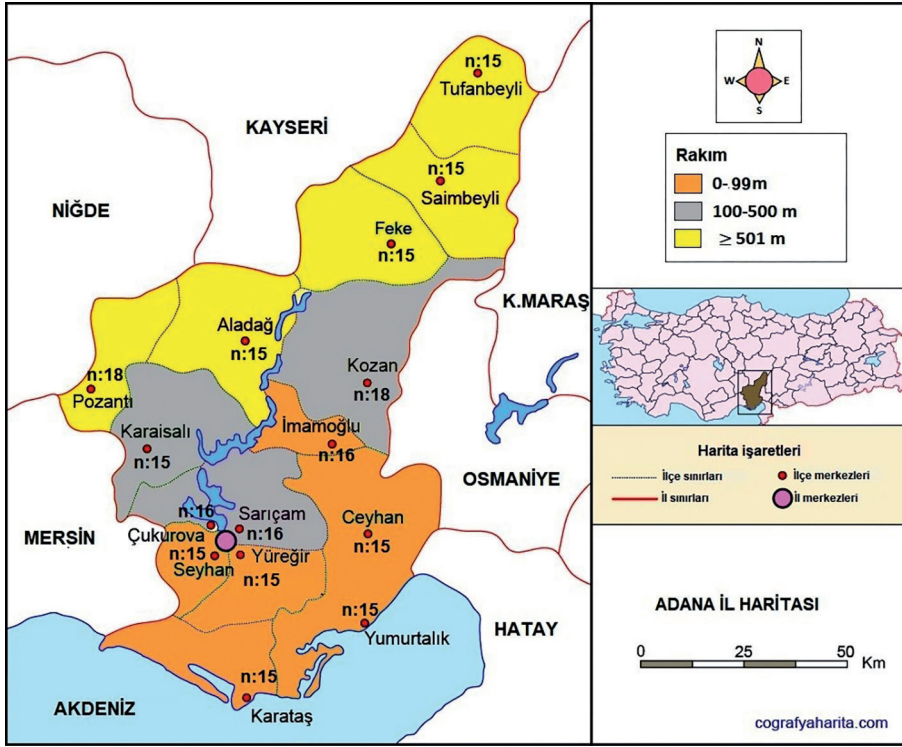 n:15
Tufanbeyli
KAYSERİ
n:15
Saimbeyli
NİĞDE
Feke
n:15
K.MARAŞ
Aladağ
n:15
n:18
Pozantı
Kozan
n:18
Karaisalı
n:15
İmamoğlu
n:16
OSMANİYE
n:16
Sarıçam
n:16
MERSİN
Çukurova
Ceyhan
n:15
n:15
Seyhan
Yüreğir
n:15
n:15
Yumurtalık
HATAY
n:15
Karataş
AKDENİZ
N
W E
S
Rakım
0-99m
100-500 m
≥ 501 m
Harita işaretleri
İlçe sınırları
İlçe merkezleri
İl sınırları
İl merkezleri
ADANA İL HARİTASI
0 25 50
Km
cografyaharita.com